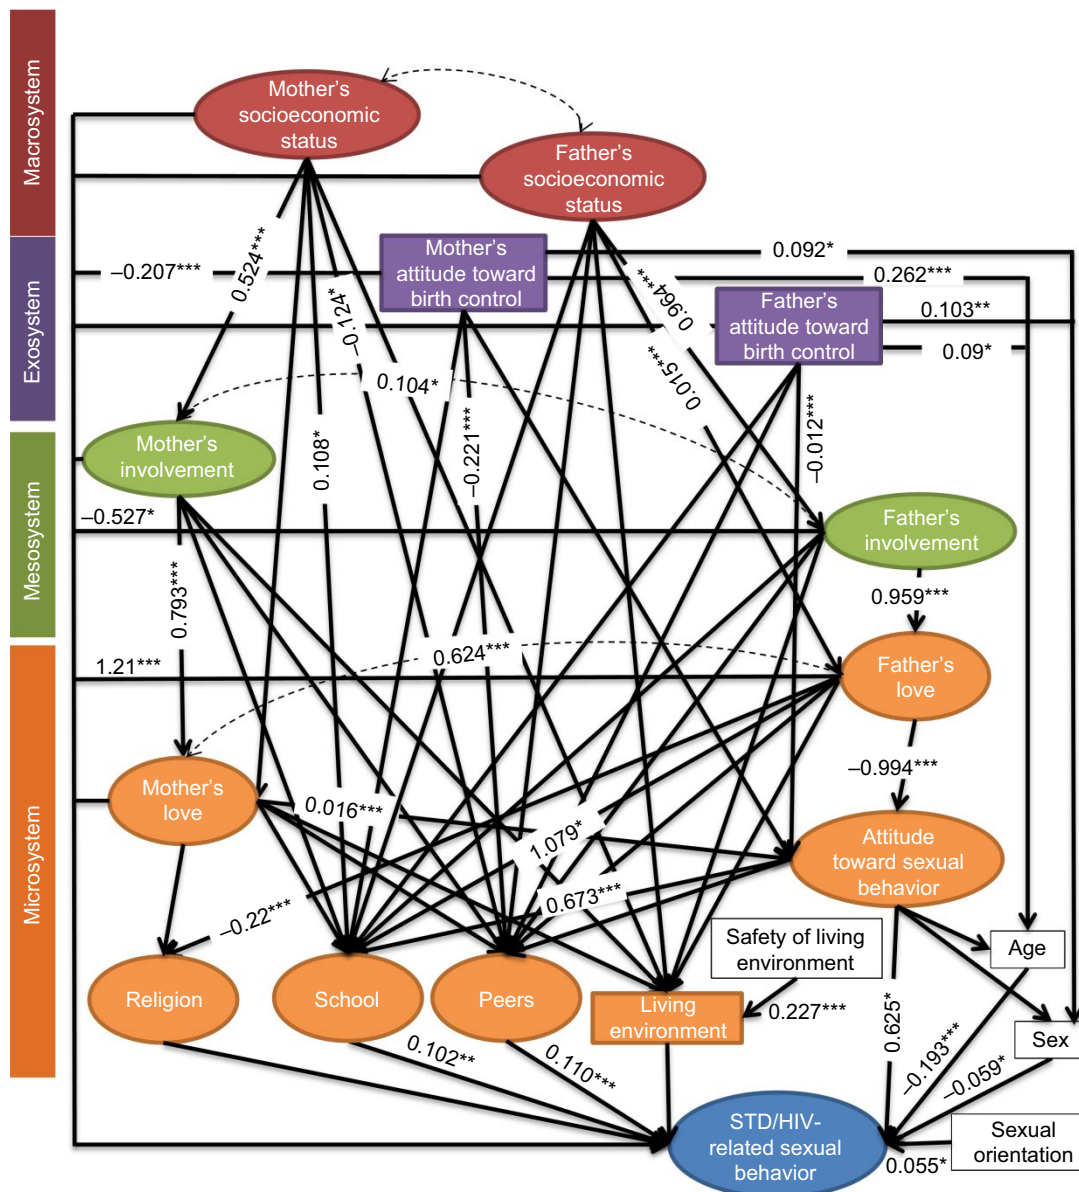 Macrosystem
Exosystem
Mesosystem
Microsystem
Mother's
socioeconomic
status
Father's
socioeconomic
status
Mother's
attitude toward
birth control
Father's
attitude toward
birth control
0.092*
0.262***
0.103**
0.09*
–0.207***
0.524***
–0.124*
0.964***
0.015***
0.104*
0.108*
–0.221***
–0.012***
Mother's
involvement
Father's
involvement
–0.527*
0.793***
0.959***
1.21***
0.624***
Father's
love
–0.994***
Mother's
love
0.016***
1.079*
Attitude
toward sexual
behavior
0.673***
–0.22***
Safety of living
environment
Age
Religion
School
Peers
Living
environment
0.227***
0.625*
–0.193***
Sex
–0.059*
0.102**
0.110***
STD/HIV-
related sexual
behavior
Sexual
orientation
0.055*